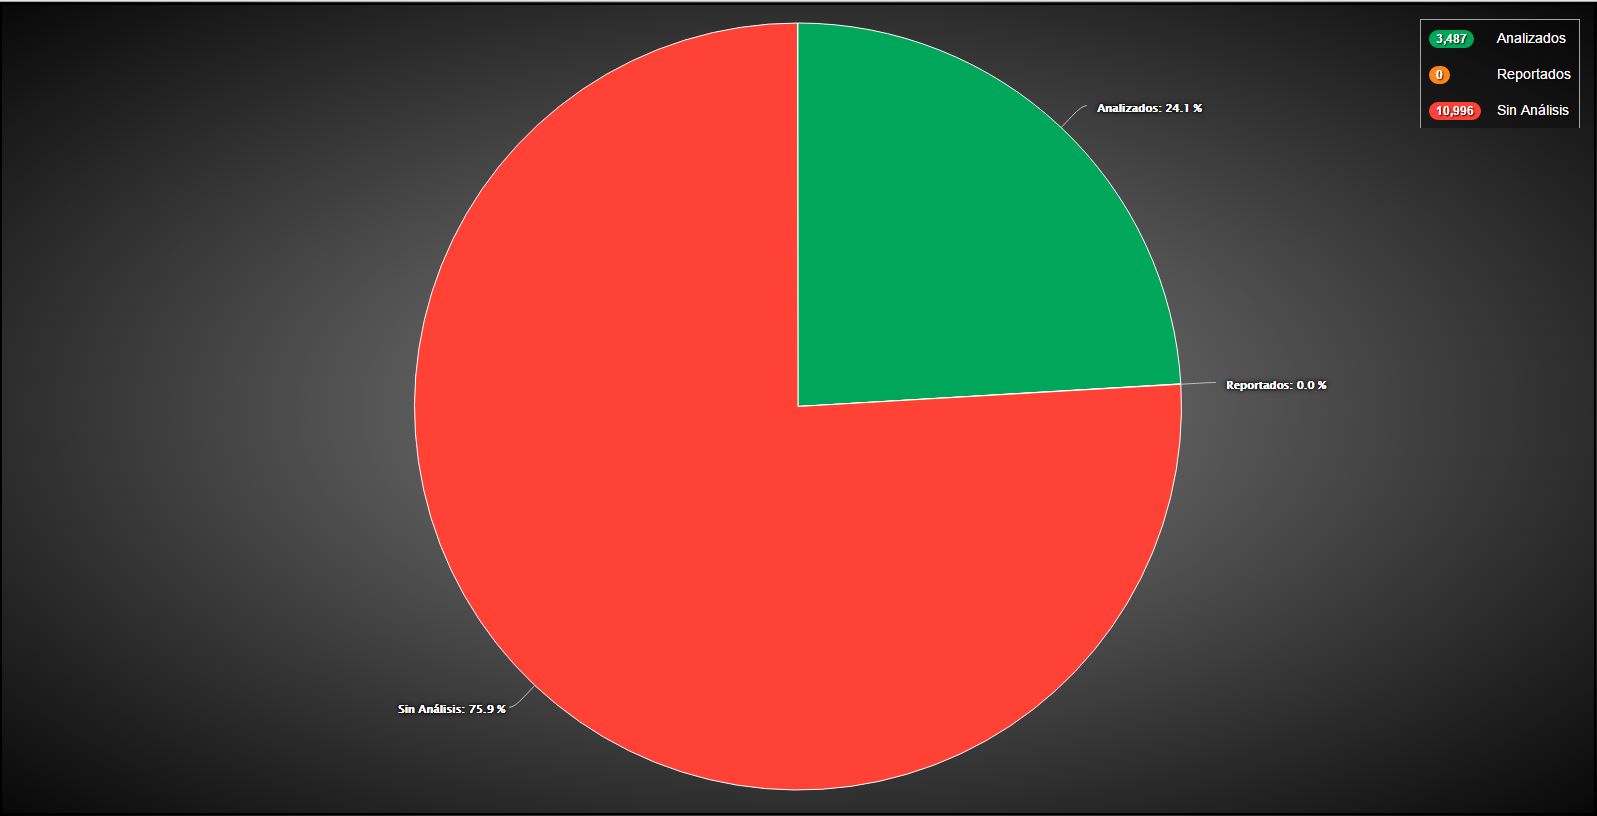 3,487 Analizados
0 Reportados
10,996 Sin Análisis
Analizados: 24.1 %
Reportados: 0.0 %
Sin Análisis: 75.9 %